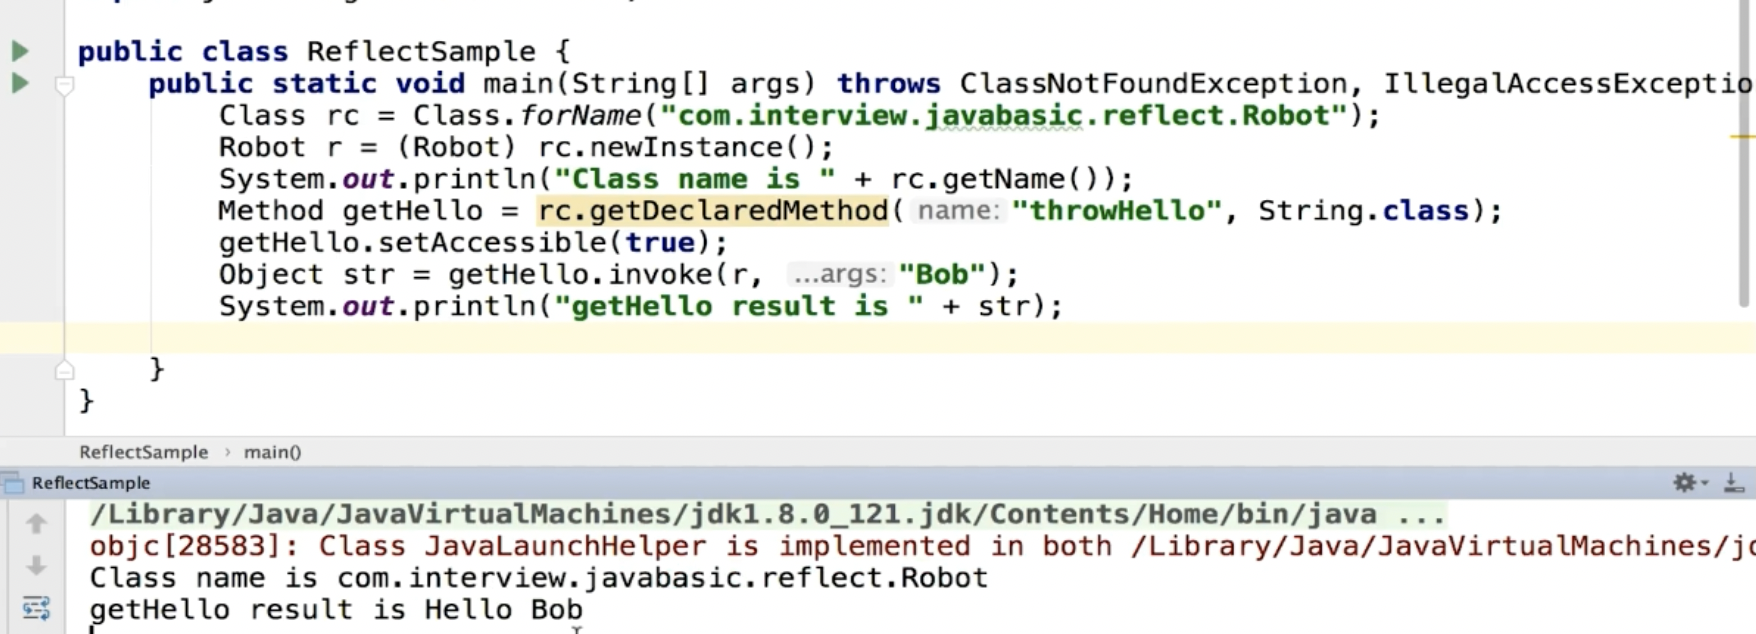 public class ReflectSample {
public static void main(String[] args) throws ClassNotFoundException, IllegalAccessExceptio
Class rc = Class.forName("com.interview.javabasic.reflect.Robot");
Robot r = (Robot) rc.newInstance();
System.out.println("Class name is " + rc.getName());
Method getHello = rc.getDeclaredMethod( name: "throwHello", String.class);
getHello.setAccessible(true);
Object str = getHello.invoke(r, ...args: "Bob");
System.out.println("getHello result is " + str);
}
}
ReflectSample › main()
ReflectSample
/Library/Java/JavaVirtualMachines/jdk1.8.0_121.jdk/Contents/Home/bin/java ...
objc[28583]: Class JavaLaunchHelper is implemented in both /Library/Java/JavaVirtualMachines/jd
Class name is com.interview.javabasic.reflect.Robot
getHello result is Hello Bob